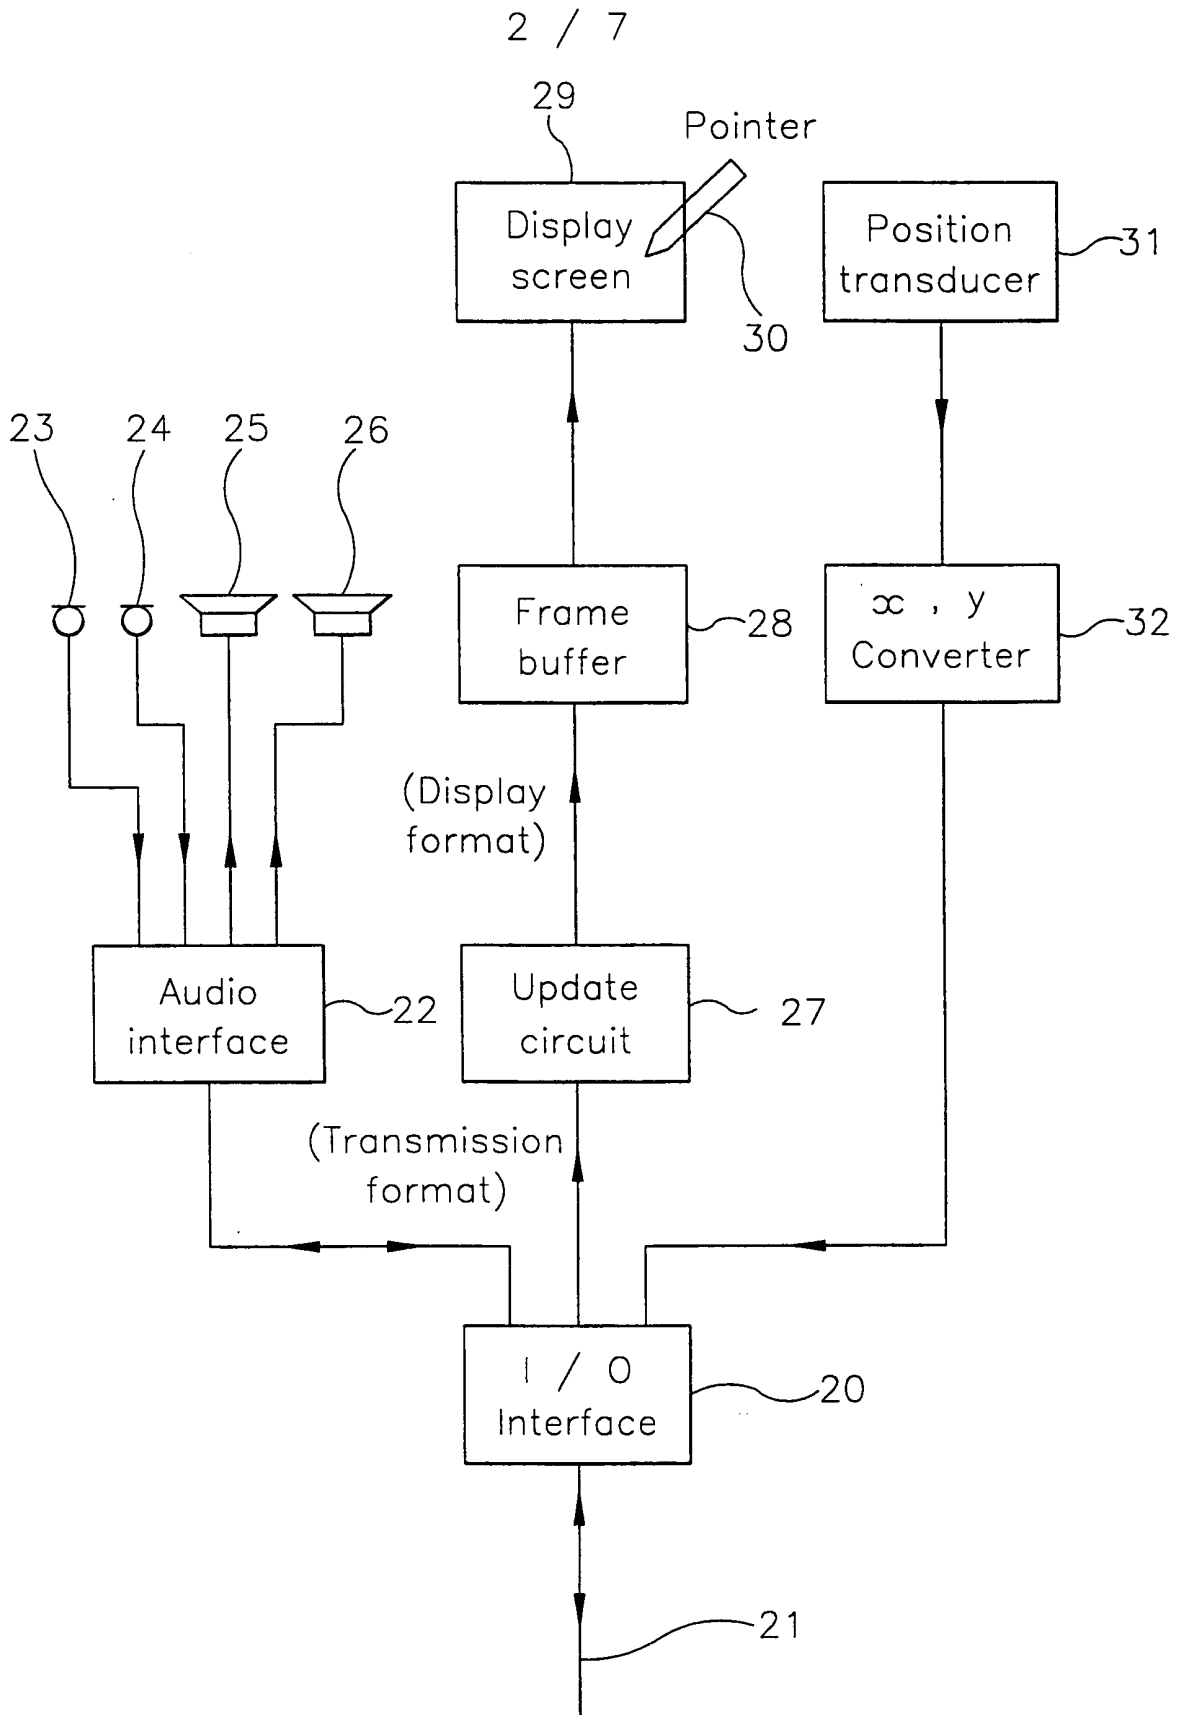 2 / 7
29
Pointer
Display
screen
30
Position
transducer
31
23
24
25
26
Frame
buffer
28
x , y
Converter
32
(Display
format)
Audio
interface
22
Update
circuit
27
(Transmission
format)
I / O
Interface
20
21